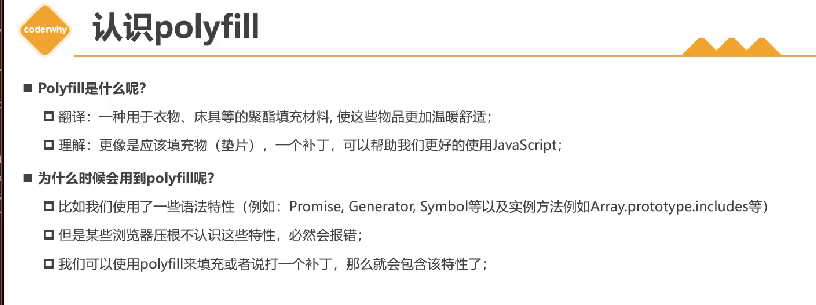 coderwhy
认识polyfill
Polyfill是什么呢?
翻译：一种用于衣物、床具等的聚酯填充材料, 使这些物品更加温暖舒适；
理解：更像是应该填充物（垫片），一个补丁，可以帮助我们更好的使用JavaScript；
为什么时候会用到polyfill呢?
比如我们使用了一些语法特性（例如：Promise, Generator, Symbol等以及实例方法例如Array.prototype.includes等）
但是某些浏览器压根不认识这些特性，必然会报错；
我们可以使用polyfill来填充或者说打一个补丁，那么就会包含该特性了；